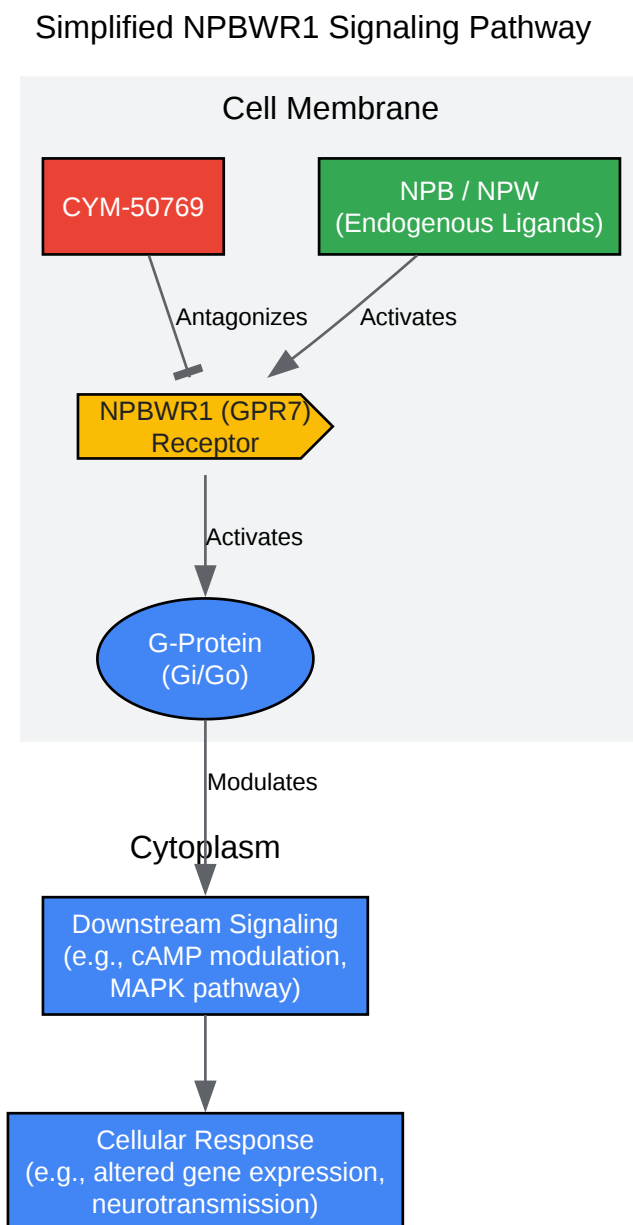 Simplified NPBWR1 Signaling Pathway
Cell Membrane
CYM-50769
NPB / NPW
(Endogenous Ligands)
Antagonizes
Activates
NPBWR1 (GPR7)
Receptor
Activates
G-Protein
(Gi/Go)
Modulates
Cytoplasm
Downstream Signaling
(e.g., cAMP modulation,
MAPK pathway)
Cellular Response
(e.g., altered gene expression,
neurotransmission)